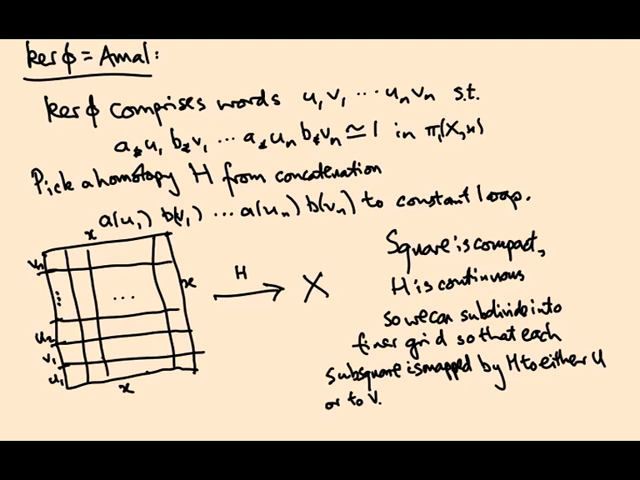 ker ϕ = Amal:
ker ϕ comprises words u₁v₁ ⋯ uₙvₙ s.t.
a⁎u₁ b⁎v₁ ⋯ a⁎uₙ b⁎vₙ ≃ 1 in π₁(X,x)
Pick a homotopy H from concatenation
a(u₁) b(v₁) ⋯ a(uₙ) b(vₙ) to constant loop.
x
vₙ
⋮
u₂
v₁
u₁
x
x
⋯
H
X
Square is compact,
H is continuous
so we can subdivide into
finer grid so that each
subsquare is mapped by H to either U
or to V.